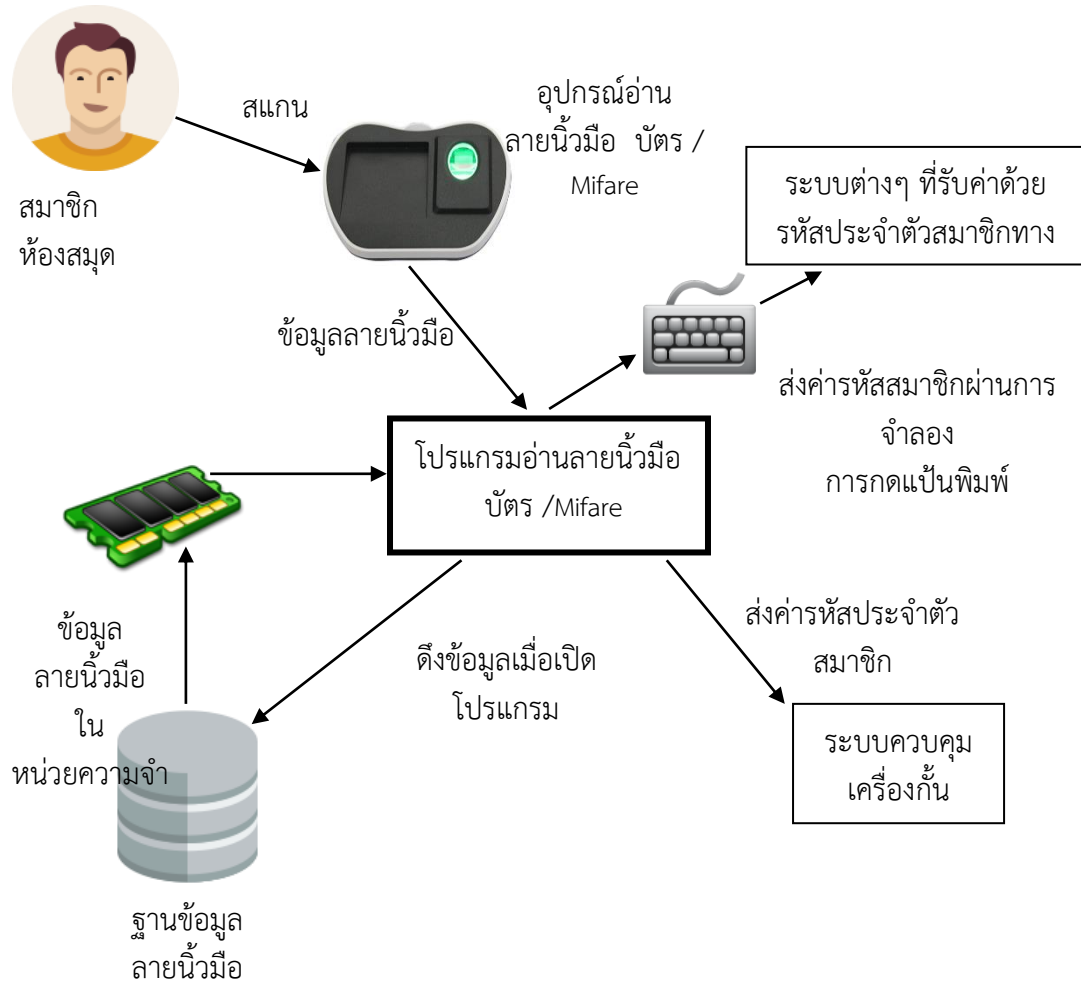 สแกน
อุปกรณ์อ่าน
ลายนิ้วมือ บัตร /
Mifare
สมาชิก
ห้องสมุด
ระบบต่างๆ ที่รับค่าด้วย
รหัสประจำตัวสมาชิกทาง
ข้อมูลลายนิ้วมือ
ส่งค่ารหัสสมาชิกผ่านการ
จำลอง
การกดแป้นพิมพ์
โปรแกรมอ่านลายนิ้วมือ
บัตร /Mifare
ข้อมูล
ลายนิ้วมือ
ใน
หน่วยความจำ
ดึงข้อมูลเมื่อเปิด
โปรแกรม
ส่งค่ารหัสประจำตัว
สมาชิก
ระบบควบคุม
เครื่องกั้น
ฐานข้อมูล
ลายนิ้วมือ